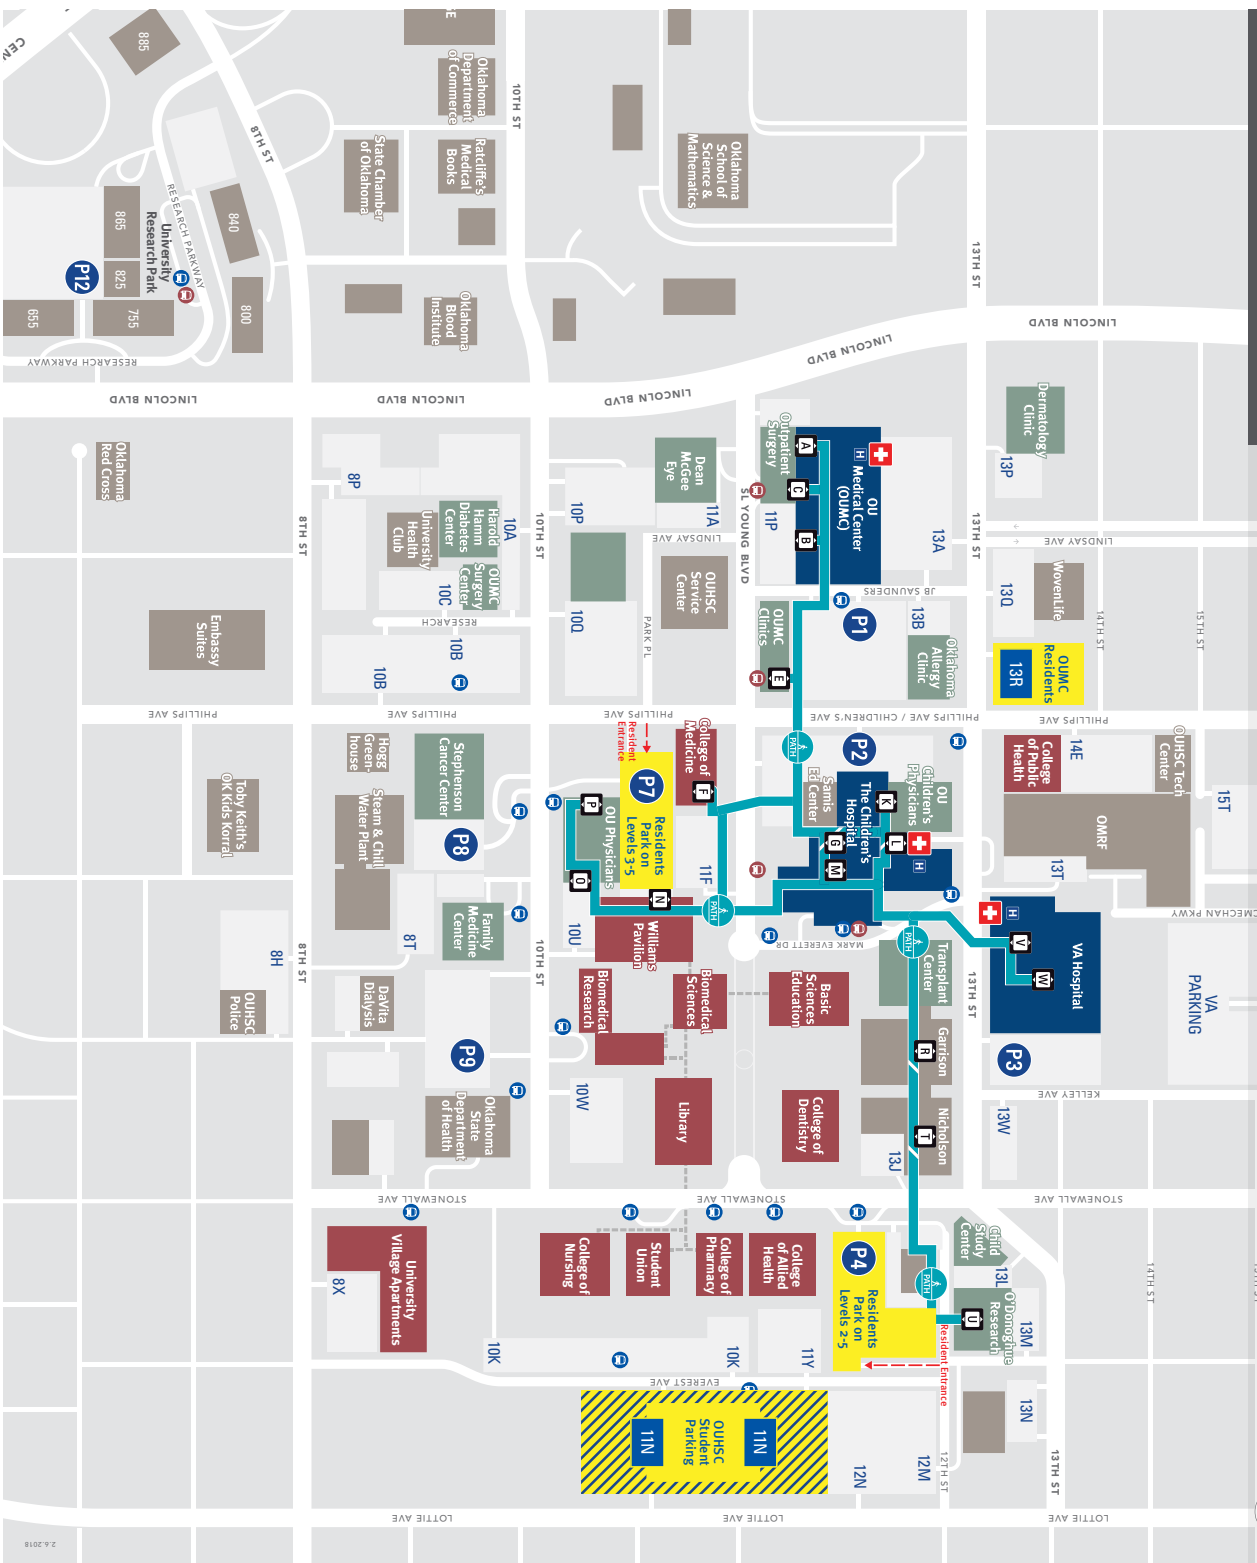 CEN
885
8TH ST
RESEARCH PARKWAY
840
865
825
University
Research Park
P12
655
755
800
RESEARCH PARKWAY
Oklahoma
Department
of Commerce
10TH ST
State Chamber
of Oklahoma
Ratcliffe's
Medical
Books
Oklahoma
Blood
Institute
Oklahoma
School of
Science &
Mathematics
13TH ST
LINCOLN BLVD
LINCOLN BLVD
LINCOLN BLVD
LINCOLN BLVD
LINCOLN BLVD
Oklahoma
Red Cross
8P
8TH ST
University
Health
Club
Harold
Hamm
Diabetes
Center
10A
OUMC
Surgery
Center
10C
RESEARCH
10B
10B
10TH ST
10P
10Q
Dean
McGee
Eye
11A
LINDSAY AVE
OUHSC
Service
Center
PARK PL
SL YOUNG BLVD
Outpatient
Surgery
11P
A
C
B
H
OU
Medical Center
(OUMC)
13A
JB SAUNDERS
OUMC
Clinics
E
P1
13B
Oklahoma
Allergy
Clinic
13TH ST
Dermatology
Clinic
13P
LINDSAY AVE
13Q
WovenLife
14TH ST
15TH ST
OUMC
Residents
13R
Embassy
Suites
PHILLIPS AVE
PHILLIPS AVE
PHILLIPS AVE
PHILLIPS AVE / CHILDREN'S AVE
PHILLIPS AVE
Toby Keith's
OK Kids Korral
Hogg
Green-
house
Steam & Chill
Water Plant
Stephenson
Cancer Center
P8
8T
Family
Medicine
Center
Resident
Entrance
P7
Residents
Park on
Levels 3-5
College of
Medicine
F
P
OU Physicians
O
N
10U
11F
PATH
PATH
P2
Samis
Ed Center
The Children's
Hospital
OU
Children's
Physicians
K
L
G
M
H
College
of Public
Health
14E
OUHSC Tech
Center
OMRF
15T
13T
8H
8TH ST
OUHSC
Police
DaVita
Dialysis
P9
10TH ST
Oklahoma
State
Department
of Health
Williams
Pavilion
Biomedical
Research
Biomedical
Sciences
10W
Library
MARK EVERETT DR
Basic
Sciences
Education
College of
Dentistry
PATH
Transplant
Center
R
Garrison
T
Nicholson
13J
13TH ST
H
V
W
VA Hospital
VA
PARKING
P3
KELLEY AVE
13W
STONEWALL AVE
STONEWALL AVE
STONEWALL AVE
University
Village Apartments
8X
10K
College of
Nursing
Student
Union
College of
Pharmacy
College
of Allied
Health
10K
11Y
P4
Residents
Park on
Levels 2-5
PATH
Resident Entrance
Child
Study
Center
13L
O'Donoghue
Research
U
13M
14TH ST
EVEREST AVE
11N
OUHSC
Student
Parking
11N
12N
12M
12TH ST
13N
13TH ST
LOTTIE AVE
LOTTIE AVE
LOTTIE AVE
2.6.2018